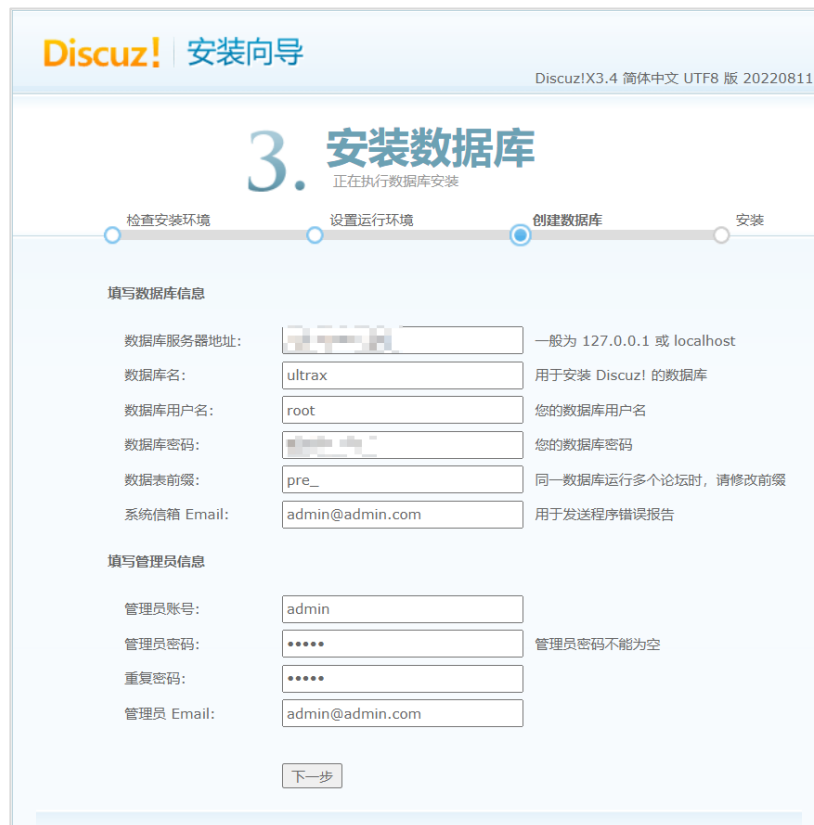 Discuz! 安装向导
Discuz!X3.4 简体中文 UTF8 版 20220811
3. 安装数据库
正在执行数据库安装
检查安装环境 设置运行环境 创建数据库 安装
填写数据库信息
数据库服务器地址: 一般为 127.0.0.1 或 localhost
数据库名: ultrax 用于安装 Discuz! 的数据库
数据库用户名: root 您的数据库用户名
数据库密码: 您的数据库密码
数据表前缀: pre_ 同一数据库运行多个论坛时，请修改前缀
系统信箱 Email: admin@admin.com 用于发送程序错误报告
填写管理员信息
管理员账号: admin
管理员密码: ••••• 管理员密码不能为空
重复密码: •••••
管理员 Email: admin@admin.com
下一步